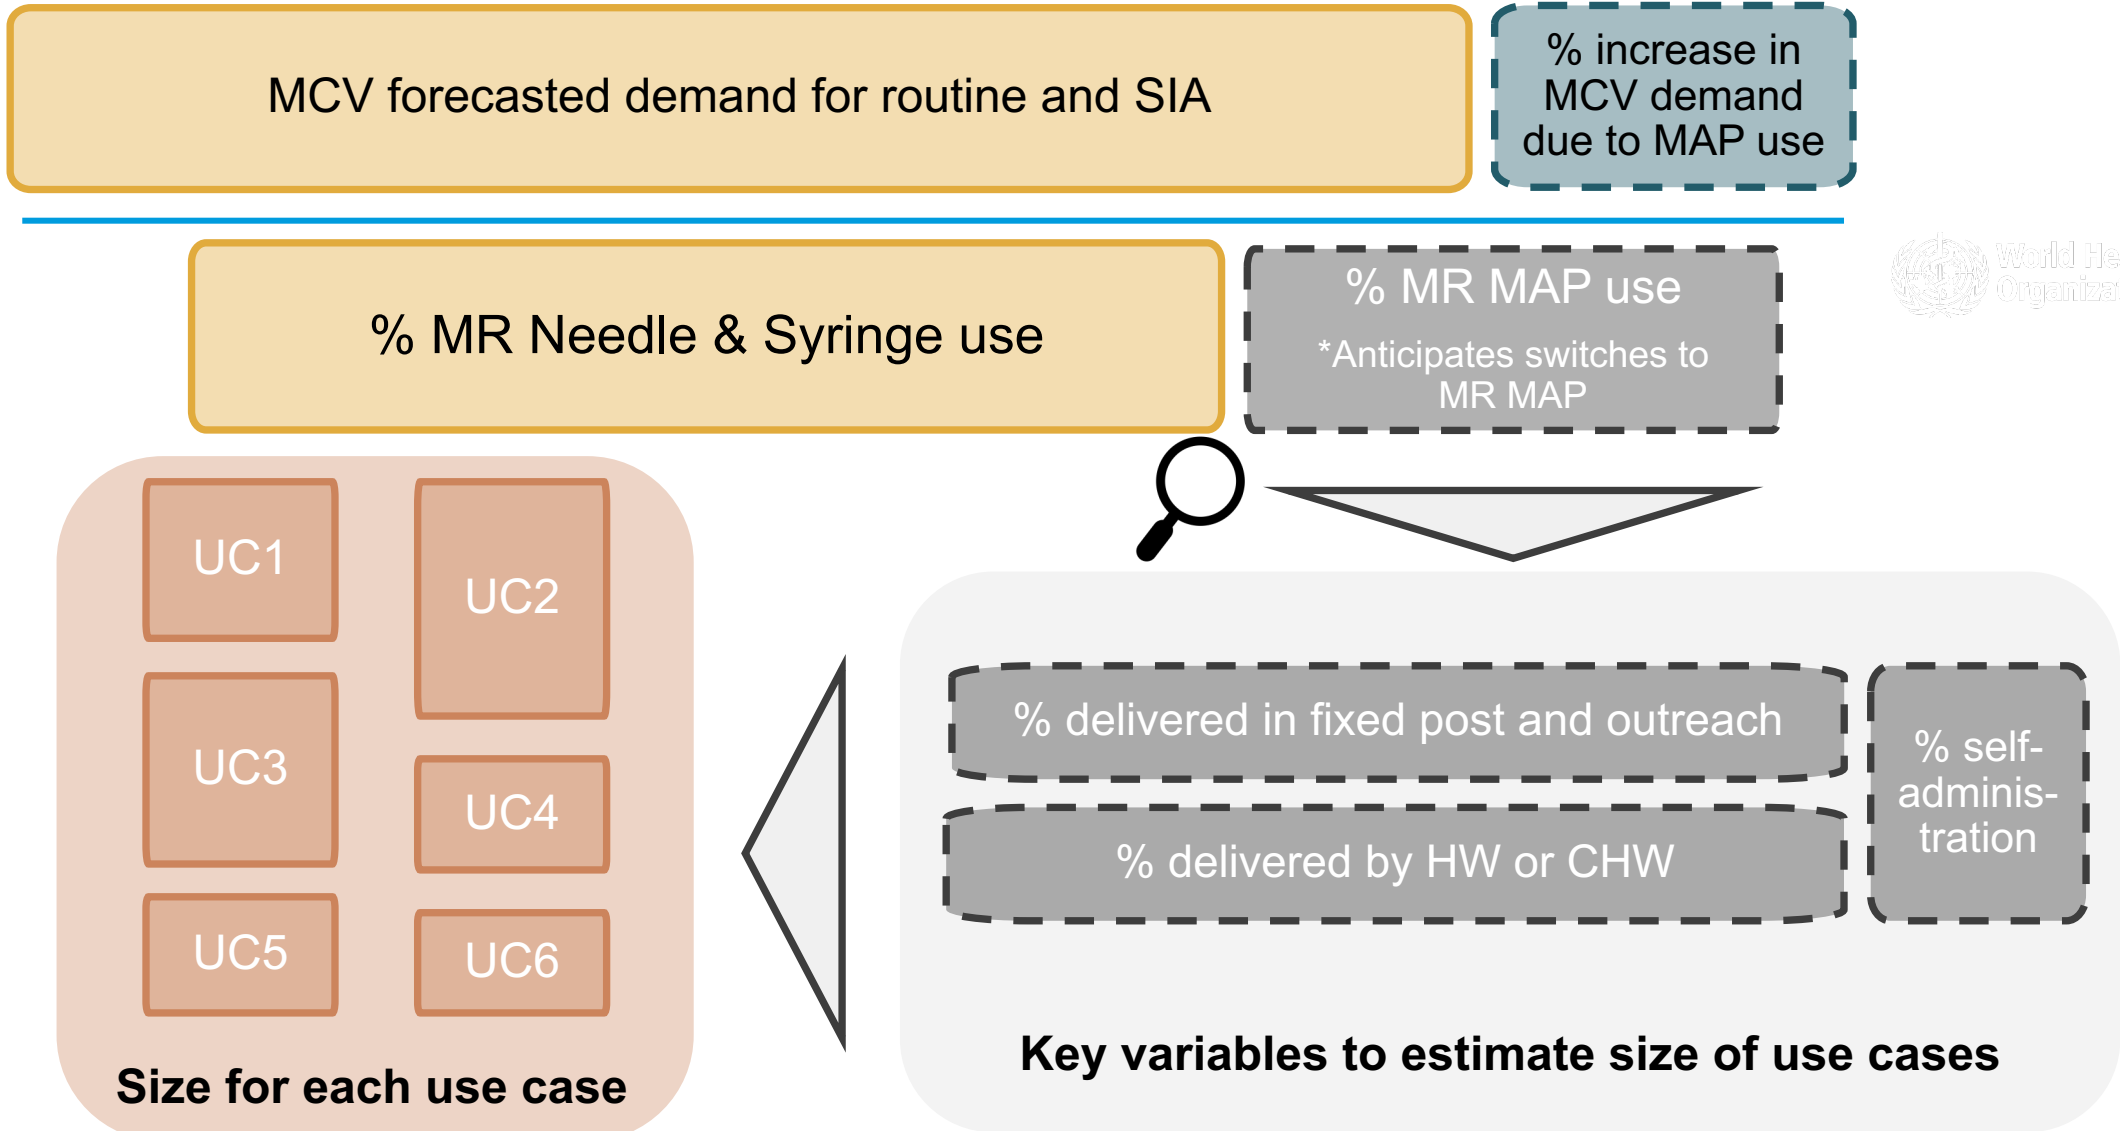 MCV forecasted demand for routine and SIA
% increase in
MCV demand
due to MAP use
% MR Needle & Syringe use
% MR MAP use
*Anticipates switches to
MR MAP
World He
Organiza
UC1
UC2
UC3
UC4
UC5
UC6
Size for each use case
% delivered in fixed post and outreach
% delivered by HW or CHW
% self-
adminis-
tration
Key variables to estimate size of use cases